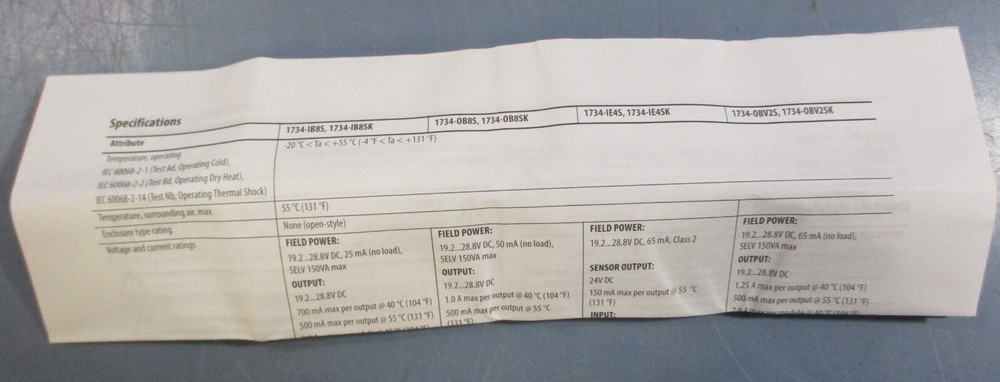 Specifications
Attribute
1734-IB8S, 1734-IB8SK
1734-OB8S, 1734-OB8SK
1734-IE4S, 1734-IE4SK
1734-OBV2S, 1734-OBV2SK
Temperature, operating
IEC 60068-2-1 (Test Ad, Operating Cold),
IEC 60068-2-2 (Test Bd, Operating Dry Heat),
IEC 60068-2-14 (Test Nb, Operating Thermal Shock)
-20 °C < Ta < +55 °C (-4 °F < Ta < +131 °F)
Temperature, surrounding air, max
55 °C (131 °F)
Enclosure type rating
None (open-style)
Voltage and current ratings
FIELD POWER:
19.2...28.8V DC, 25 mA (no load),
SELV 150VA max
OUTPUT:
19.2...28.8V DC
700 mA max per output @ 40 °C (104 °F)
500 mA max per output @ 55 °C (131 °F)
FIELD POWER:
19.2...28.8V DC, 50 mA (no load),
SELV 150VA max
OUTPUT:
19.2...28.8V DC
1.0 A max per output @ 40 °C (104 °F)
500 mA max per output @ 55 °C
(131 °F)
FIELD POWER:
19.2...28.8V DC, 65 mA, Class 2
SENSOR OUTPUT:
24V DC
150 mA max per output @ 55 °C
(131 °F)
INPUT:
FIELD POWER:
19.2...28.8V DC, 65 mA (no load),
SELV 150VA max
OUTPUT:
19.2...28.8V DC
1.25 A max per output @ 40 °C (104 °F)
500 mA max per output @ 55 °C (131 °F)
2.0 A max per module @ 40 °C (104 °F)